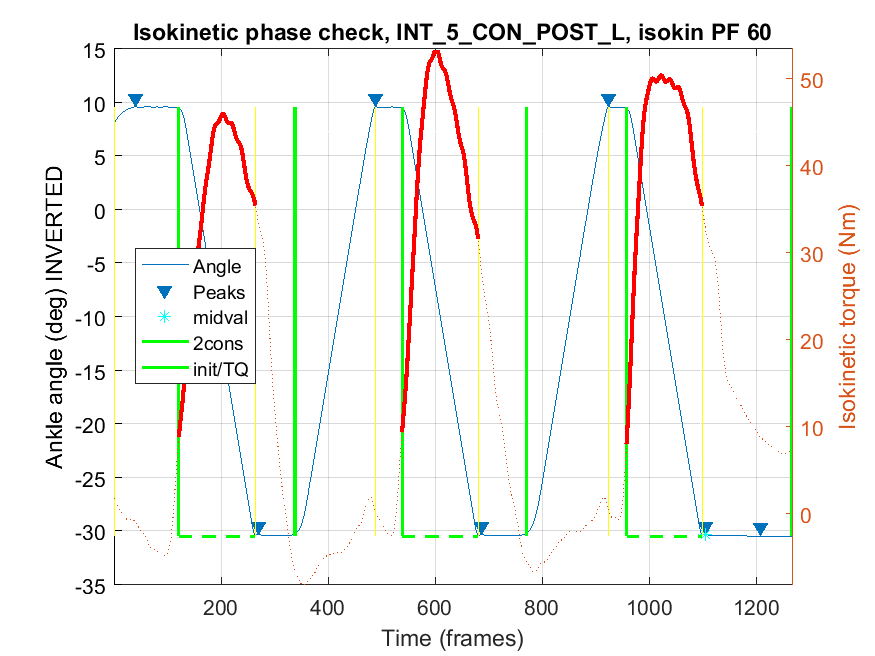 Isokinetic phase check, INT_5_CON_POST_L, isokin PF 60
15
10
5
0
-5
-10
-15
-20
-25
-30
-35
Ankle angle (deg) INVERTED
Angle
Peaks
midval
2cons
init/TQ
50
40
30
20
10
0
Isokinetic torque (Nm)
200
400
600
800
1000
1200
Time (frames)